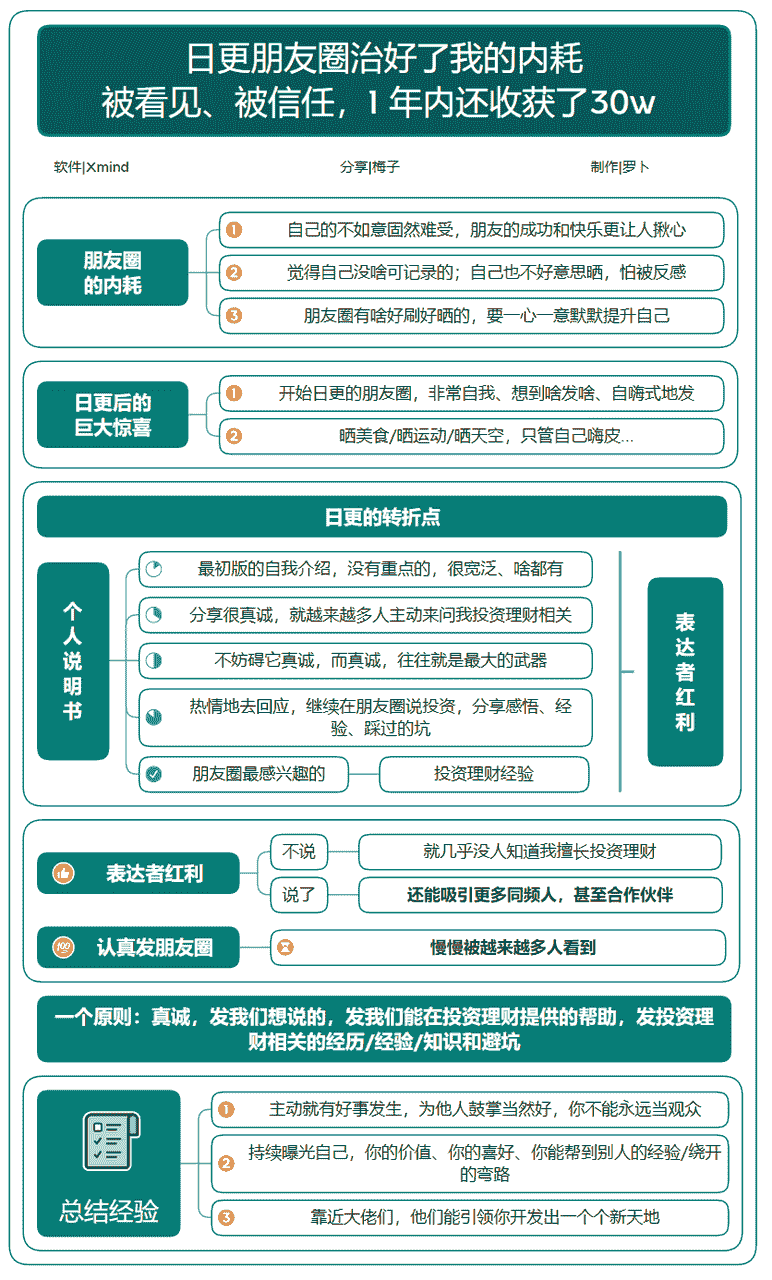 日更朋友圈治好了我的内耗
被看见、被信任，1 年内还收获了30w
软件|Xmind
分享|梅子
制作|罗卜
朋友圈
的内耗
1 自己的不如意固然难受，朋友的成功和快乐更让人揪心
2 觉得自己没啥可记录的；自己也不好意思晒，怕被反感
3 朋友圈有啥好刷好晒的，要一心一意默默提升自己
日更后的
巨大惊喜
1 开始日更的朋友圈，非常自我、想到啥发啥、自嗨式地发
2 晒美食/晒运动/晒天空，只管自己嗨皮...
日更的转折点
个人说明书
最初版的自我介绍，没有重点的，很宽泛、啥都有
分享很真诚，就越来越多人主动来问我投资理财相关
不妨碍它真诚，而真诚，往往就是最大的武器
热情地去回应，继续在朋友圈说投资，分享感悟、经
验、踩过的坑
朋友圈最感兴趣的
投资理财经验
表达者红利
表达者红利
不说
就几乎没人知道我擅长投资理财
说了
还能吸引更多同频人，甚至合作伙伴
100 认真发朋友圈
慢慢被越来越多人看到
一个原则：真诚，发我们想说的，发我们能在投资理财提供的帮助，发投资理
财相关的经历/经验/知识和避坑
总结经验
1 主动就有好事发生，为他人鼓掌当然好，你不能永远当观众
2 持续曝光自己，你的价值、你的喜好、你能帮到别人的经验/绕开
的弯路
3 靠近大佬们，他们能引领你开发出一个个新天地